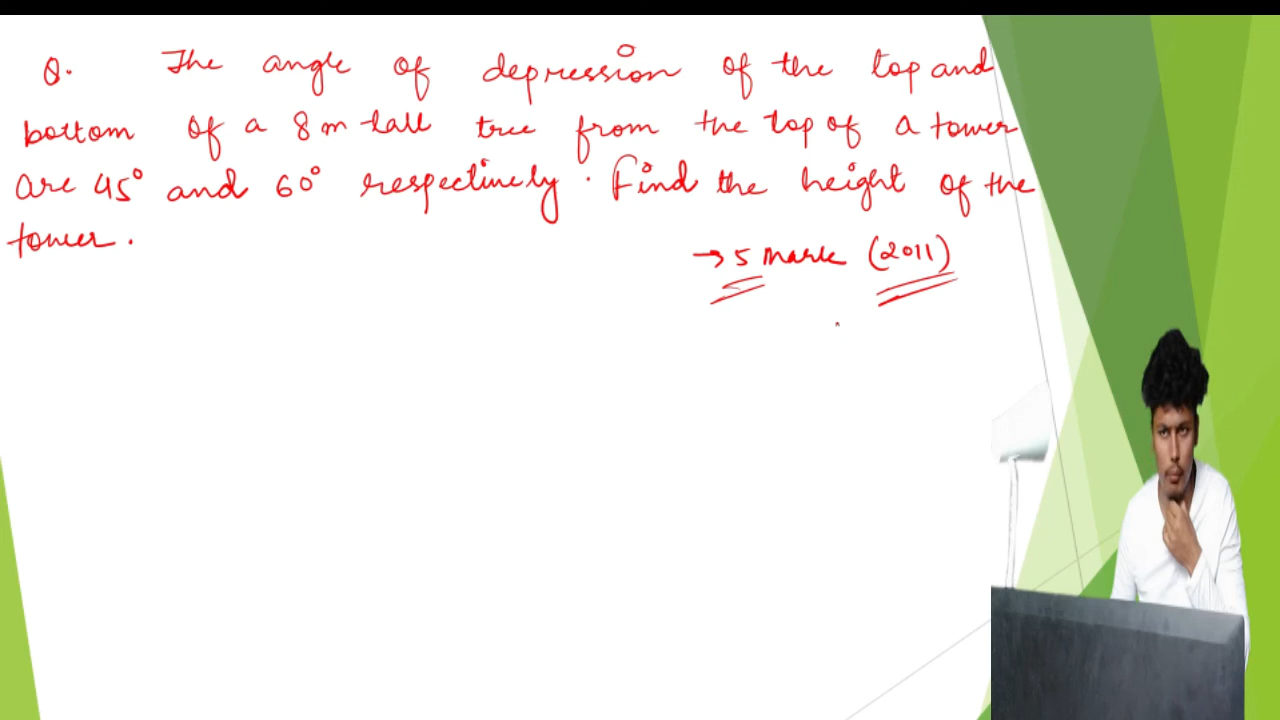 Q. The angle of depression of the top and
bottom of a 8 m tall tree from the top of a tower
are 45° and 60° respectively. Find the height of the
tower.
→ 5 mark (2011)